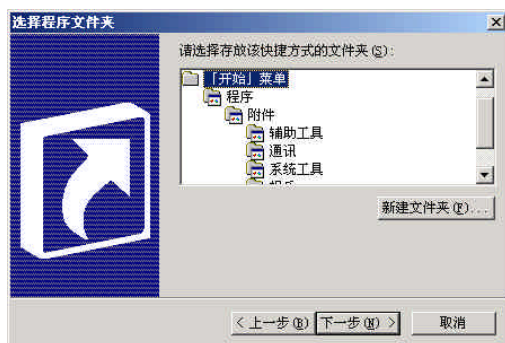 选择程序文件夹
请选择存放该快捷方式的文件夹(S):
「开始」菜单
程序
附件
辅助工具
通讯
系统工具
新建文件夹(F)...
< 上一步(B)
下一步(N) >
取消